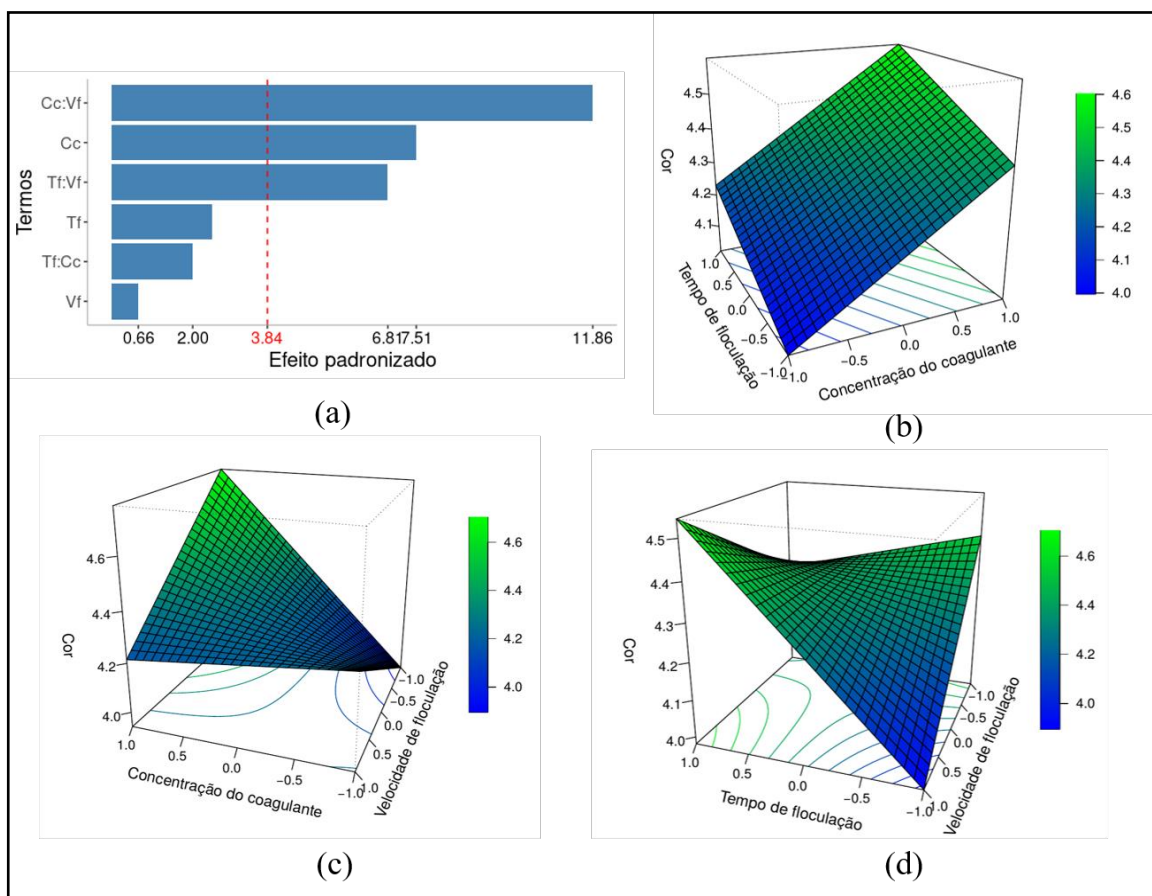 Cc:Vf
Cc
Tf:Vf
Tf
Tf:Cc
Vf
Termos
0.66 2.00 3.84 6.817.51 11.86
Efeito padronizado
(a)
4.5
4.4
4.3
4.2
4.1
Cor
1.0
0.5
0.0
−0.5
−1.0
Tempo de floculação
−1.0
−0.5
0.0
0.5
1.0
Concentração do coagulante
4.6
4.5
4.4
4.3
4.2
4.1
4.0
(b)
4.6
4.4
4.2
4.0
Cor
1.0
0.5
0.0
−0.5
−1.0
Concentração do coagulante
−1.0
−0.5
0.0
0.5
1.0
Velocidade de floculação
4.6
4.4
4.2
4.0
(c)
4.5
4.4
4.3
4.2
4.1
4.0
Cor
1.0
0.5
0.0
−0.5
−1.0
Tempo de floculação
−1.0
−0.5
0.0
0.5
1.0
Velocidade de floculação
4.6
4.4
4.2
4.0
(d)